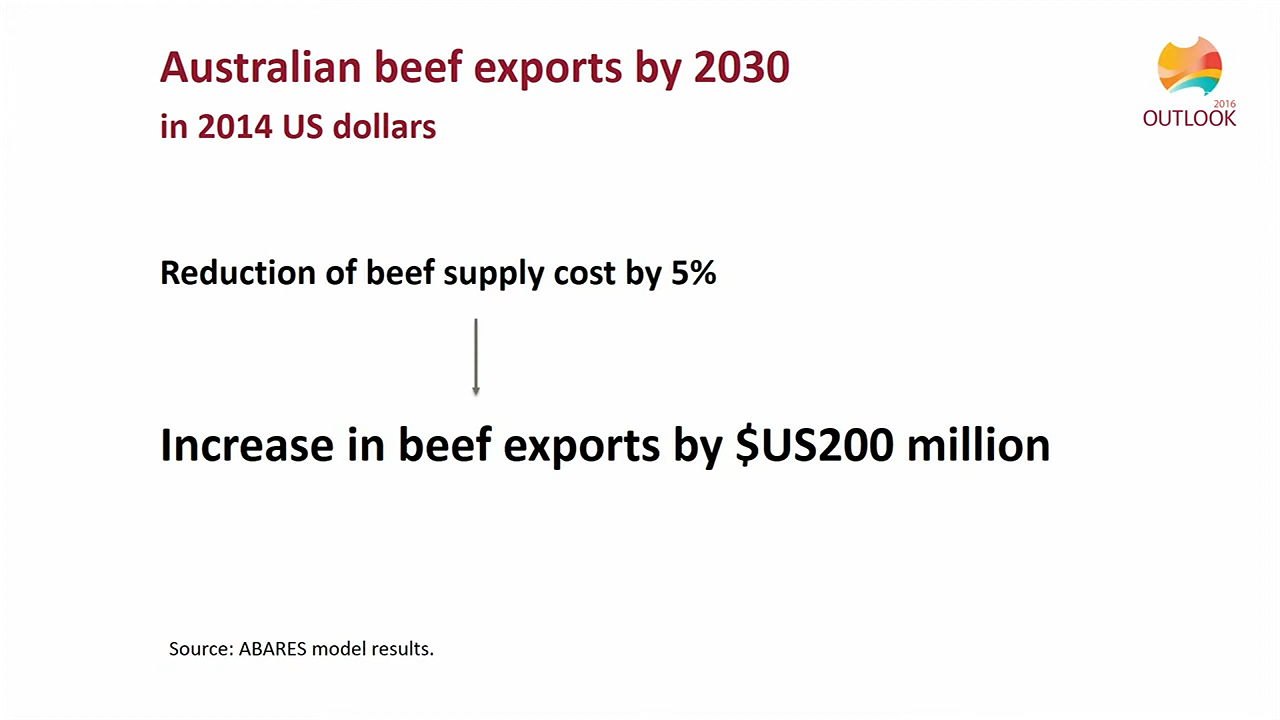 Australian beef exports by 2030
in 2014 US dollars
2016
OUTLOOK
Reduction of beef supply cost by 5%
Increase in beef exports by $US200 million
Source: ABARES model results.